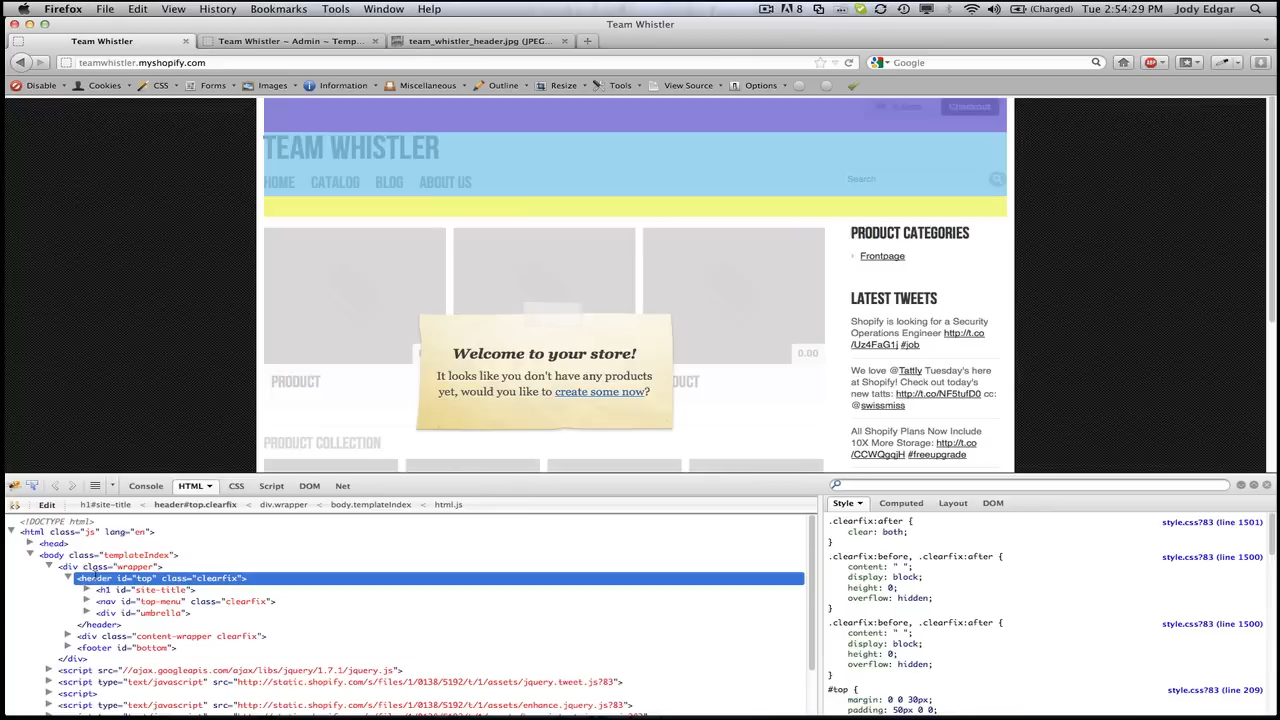 Firefox File Edit View History Bookmarks Tools Window Help 8 (Charged) Tue 2:54:29 PM Jody Edgar
Team Whistler
Team Whistler × Team Whistler ~ Admin ~ Temp... × team_whistler_header.jpg (JPEG... × +
teamwhistler.myshopify.com Google
Disable Cookies CSS Forms Images Information Miscellaneous Outline Resize Tools View Source Options
Checkout
TEAM WHISTLER
HOME CATALOG BLOG ABOUT US Search
PRODUCT CATEGORIES
Frontpage
LATEST TWEETS
Shopify is looking for a Security
Operations Engineer http://t.co
/Uz4FaG1j #job
We love @Tattly Tuesday's here
at Shopify! Check out today's
new tatts: http://t.co/NF5tufD0 cc:
@swissmiss
All Shopify Plans Now Include
10X More Storage: http://t.co
/CCWQgqjH #freeupgrade
0.00
Welcome to your store!
It looks like you don't have any products
yet, would you like to create some now?
PRODUCT
PRODUCT COLLECTION
Console HTML CSS Script DOM Net
Edit h1#site-title < header#top.clearfix < div.wrapper < body.templateIndex < html.js
<!DOCTYPE html>
<html class="js" lang="en">
<head>
<body class="templateIndex">
<div class="wrapper">
<header id="top" class="clearfix">
<h1 id="site-title">
<nav id="top-menu" class="clearfix">
<div id="umbrella">
</header>
<div class="content-wrapper clearfix">
<footer id="bottom">
</div>
<script src="//ajax.googleapis.com/ajax/libs/jquery/1.7.1/jquery.js">
<script type="text/javascript" src="http://static.shopify.com/s/files/1/0138/5192/t/1/assets/jquery.tweet.js?83">
<script>
<script type="text/javascript" src="http://static.shopify.com/s/files/1/0138/5192/t/1/assets/enhance.jquery.js?83">
Style Computed Layout DOM
.clearfix:after { style.css?83 (line 1501)
clear: both;
}
.clearfix:before, .clearfix:after { style.css?83 (line 1500)
content: " ";
display: block;
height: 0;
overflow: hidden;
}
.clearfix:before, .clearfix:after { style.css?83 (line 1500)
content: " ";
display: block;
height: 0;
overflow: hidden;
}
#top { style.css?83 (line 209)
margin: 0 0 30px;
padding: 50px 0 0;